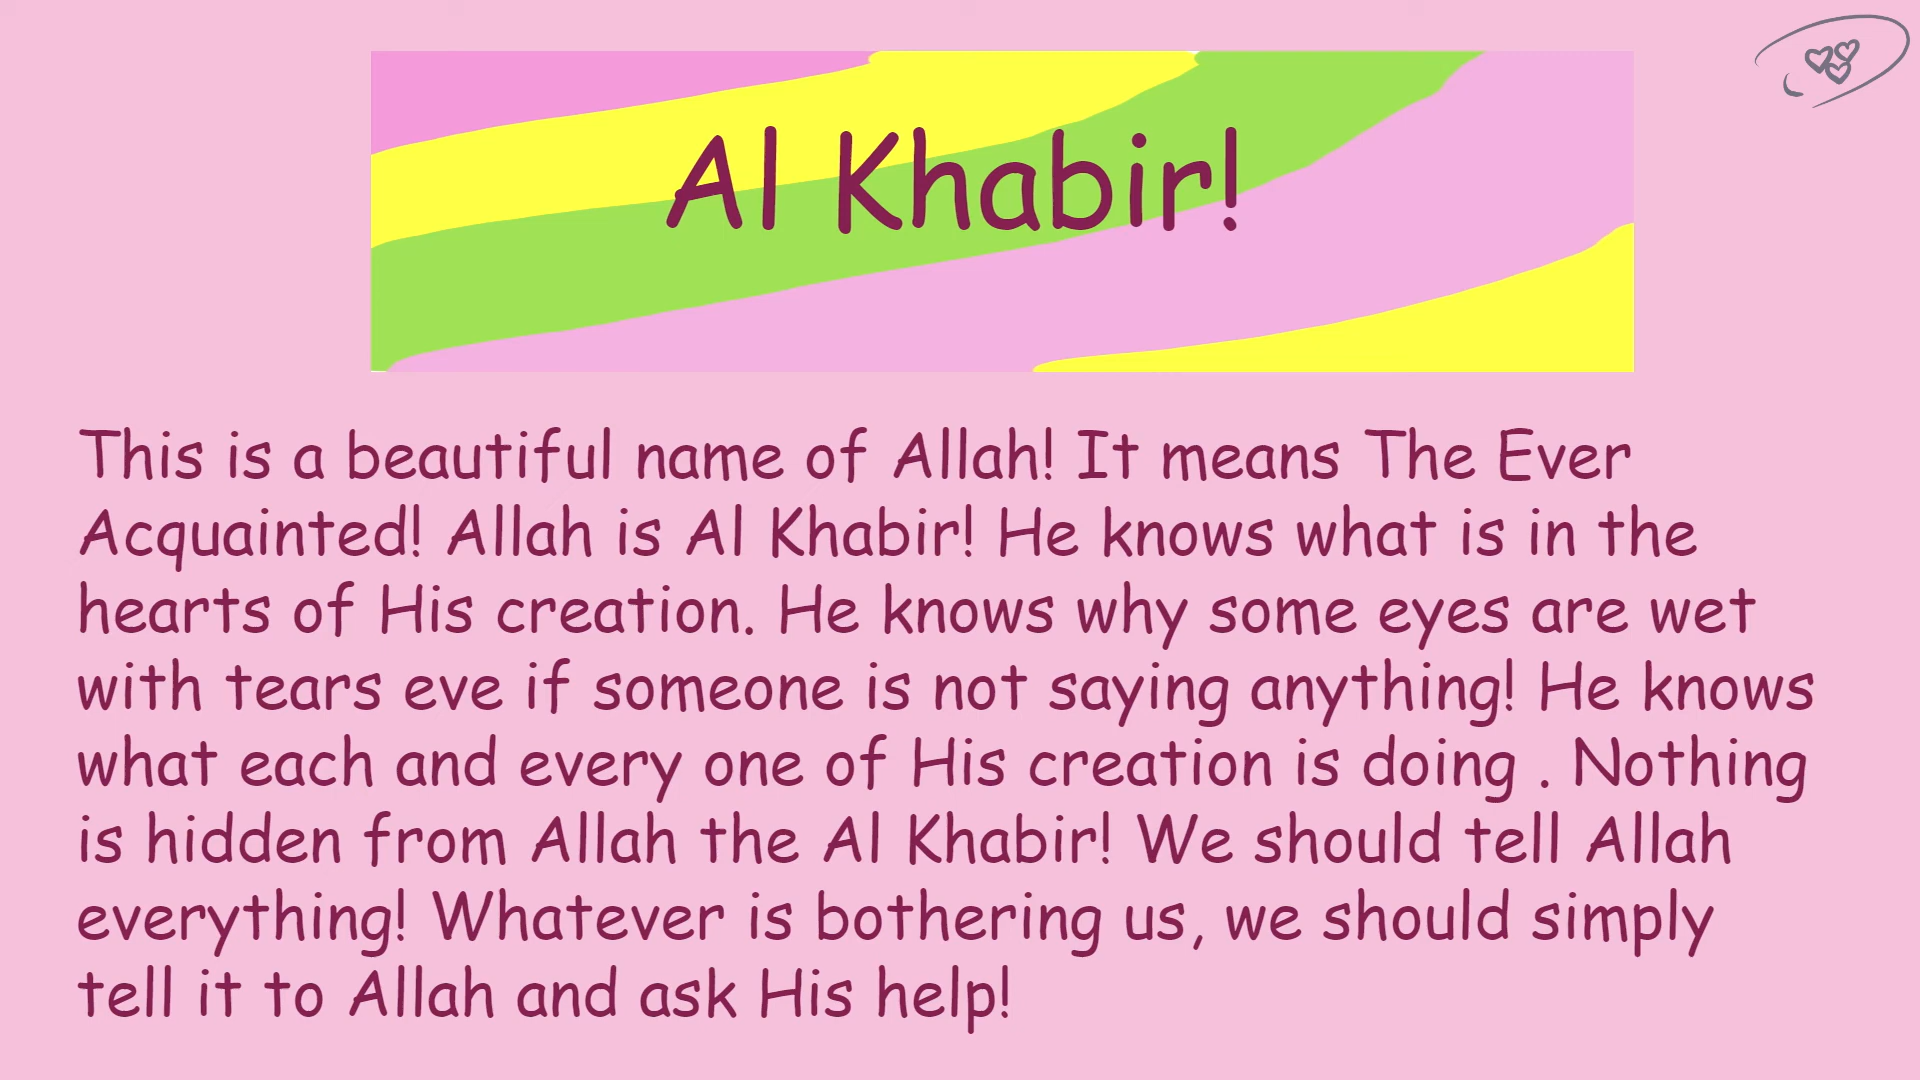 Al Khabir!
This is a beautiful name of Allah! It means The Ever
Acquainted! Allah is Al Khabir! He knows what is in the
hearts of His creation. He knows why some eyes are wet
with tears eve if someone is not saying anything! He knows
what each and every one of His creation is doing . Nothing
is hidden from Allah the Al Khabir! We should tell Allah
everything! Whatever is bothering us, we should simply
tell it to Allah and ask His help!